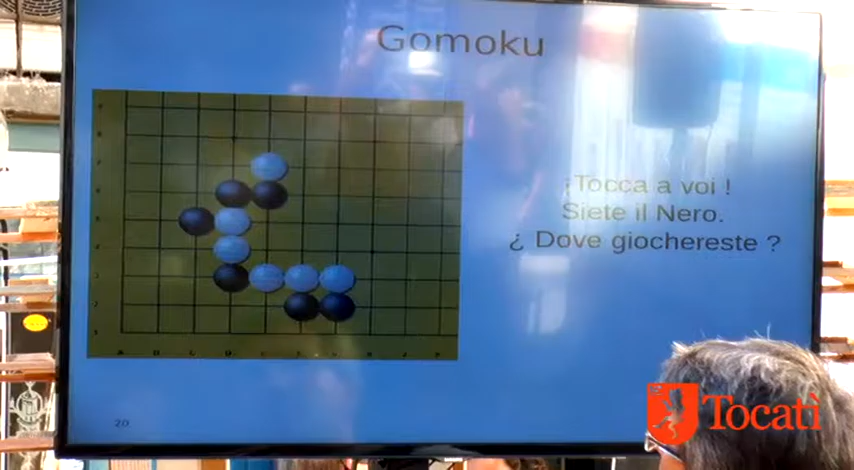 Gomoku
¡Tocca a voi !
Siete il Nero.
¿ Dove giochereste ?
20
Tocatì